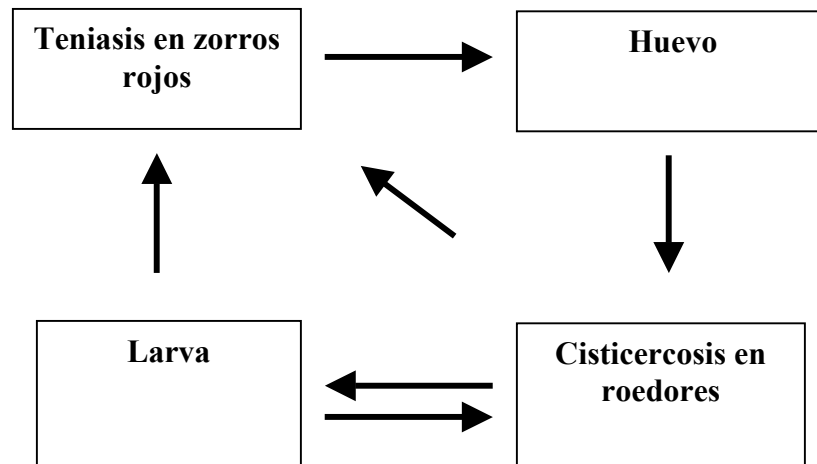 Teniasis en zorros
rojos
Huevo
Larva
Cisticercosis en
roedores